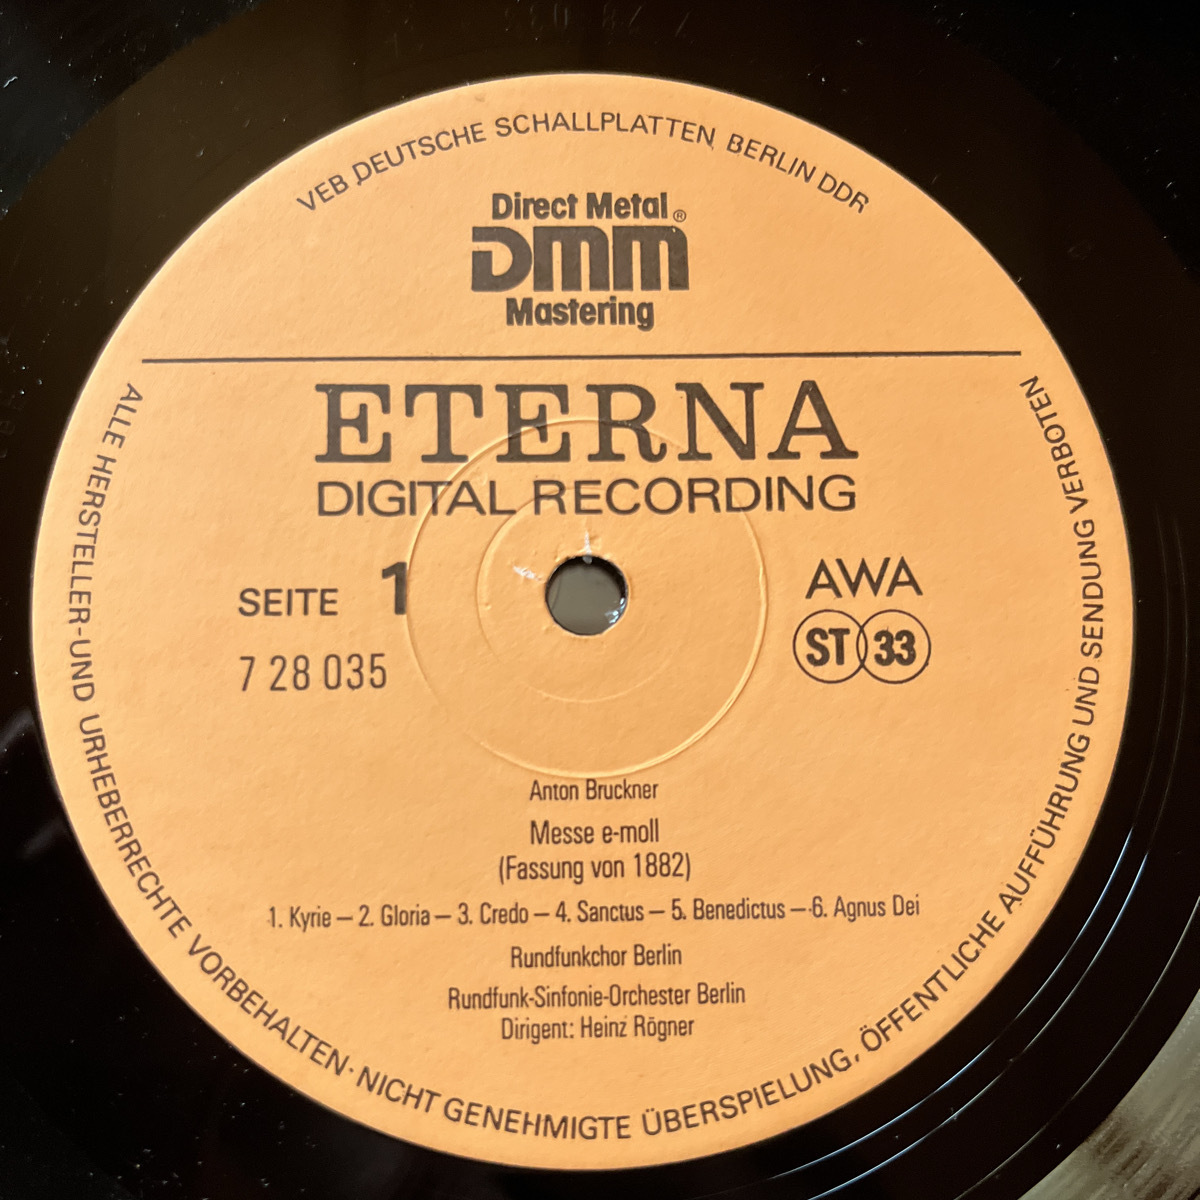 VEB DEUTSCHE SCHALLPLATTEN BERLIN DDR
Direct Metal ®
DMM
Mastering
ETERNA
DIGITAL RECORDING
SEITE 1
7 28 035
AWA
ST 33
Anton Bruckner
Messe e-moll
(Fassung von 1882)
1. Kyrie – 2. Gloria – 3. Credo – 4. Sanctus – 5. Benedictus – 6. Agnus Dei
Rundfunkchor Berlin
Rundfunk-Sinfonie-Orchester Berlin
Dirigent: Heinz Rögner
ALLE HERSTELLER-UND URHEBERRECHTE VORBEHALTEN · NICHT GENEHMIGTE ÜBERSPIELUNG, ÖFFENTLICHE AUFFÜHRUNG UND SENDUNG VERBOTEN